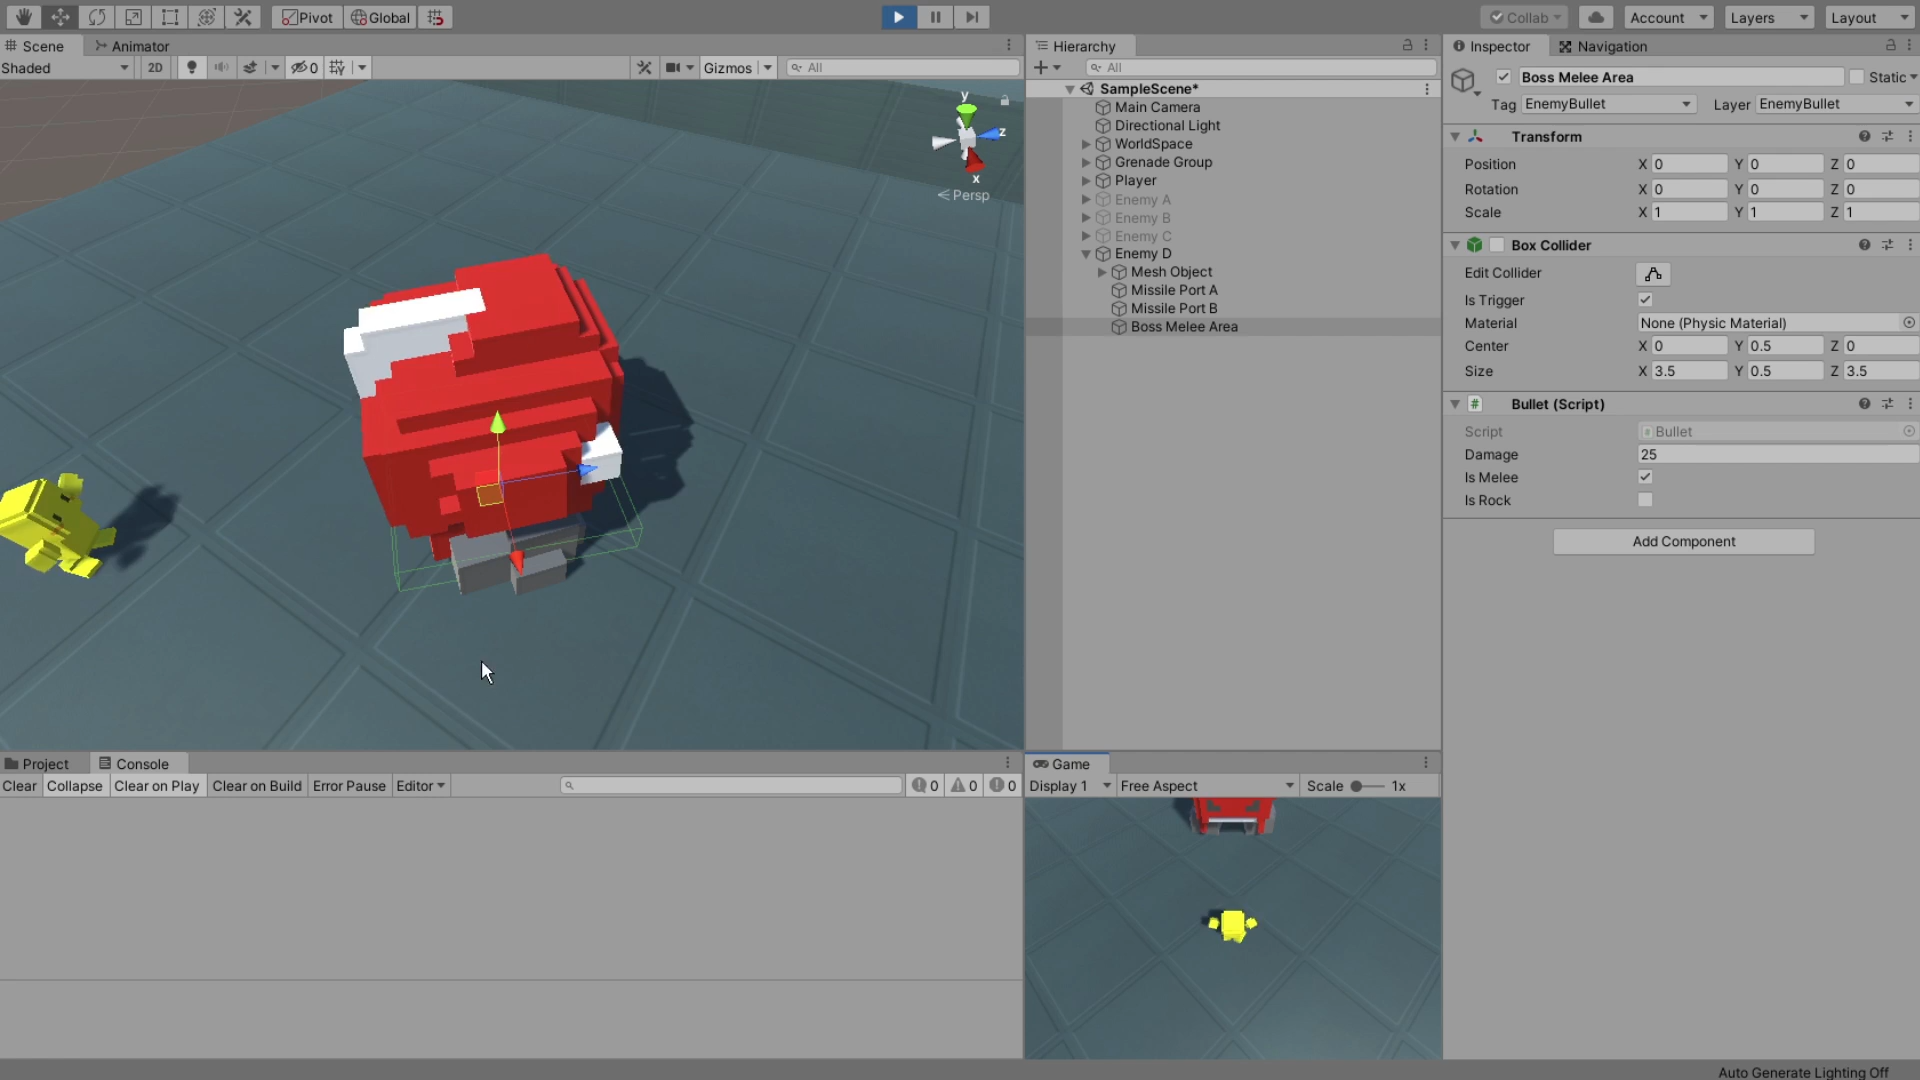 Pivot Global Collab Account Layers Layout
Scene Animator
Shaded 2D 0 Gizmos All
y
z
x
Persp
Hierarchy
All
SampleScene*
Main Camera
Directional Light
WorldSpace
Grenade Group
Player
Enemy A
Enemy B
Enemy C
Enemy D
Mesh Object
Missile Port A
Missile Port B
Boss Melee Area
Inspector Navigation
Boss Melee Area Static
Tag EnemyBullet Layer EnemyBullet
Transform
Position X 0 Y 0 Z 0
Rotation X 0 Y 0 Z 0
Scale X 1 Y 1 Z 1
Box Collider
Edit Collider
Is Trigger
Material None (Physic Material)
Center X 0 Y 0.5 Z 0
Size X 3.5 Y 0.5 Z 3.5
# Bullet (Script)
Script Bullet
Damage 25
Is Melee
Is Rock
Add Component
Project Console
Clear Collapse Clear on Play Clear on Build Error Pause Editor 0 0 0
Game
Display 1 Free Aspect Scale 1x
Auto Generate Lighting Off